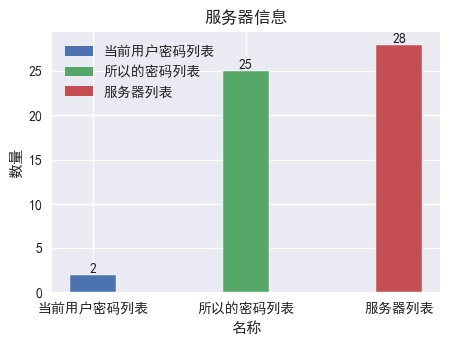 服务器信息
当前用户密码列表
所以的密码列表
服务器列表
28
25
2
数量
25
20
15
10
5
0
当前用户密码列表 所以的密码列表 服务器列表
名称